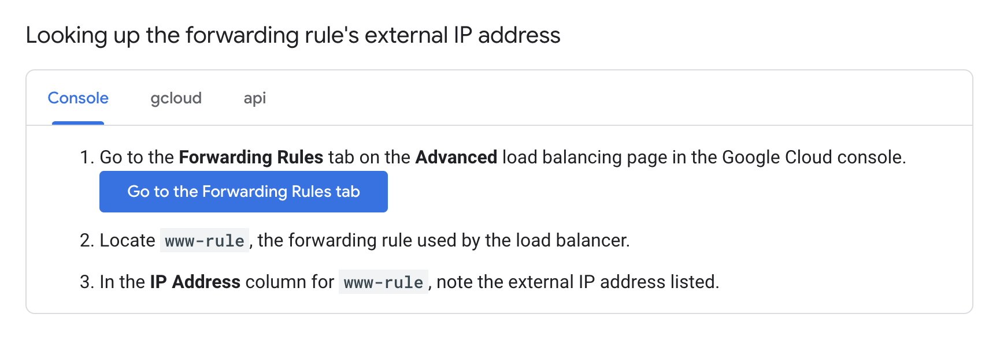 Looking up the forwarding rule's external IP address
Console gcloud api
1. Go to the Forwarding Rules tab on the Advanced load balancing page in the Google Cloud console.
Go to the Forwarding Rules tab
2. Locate www-rule, the forwarding rule used by the load balancer.
3. In the IP Address column for www-rule, note the external IP address listed.